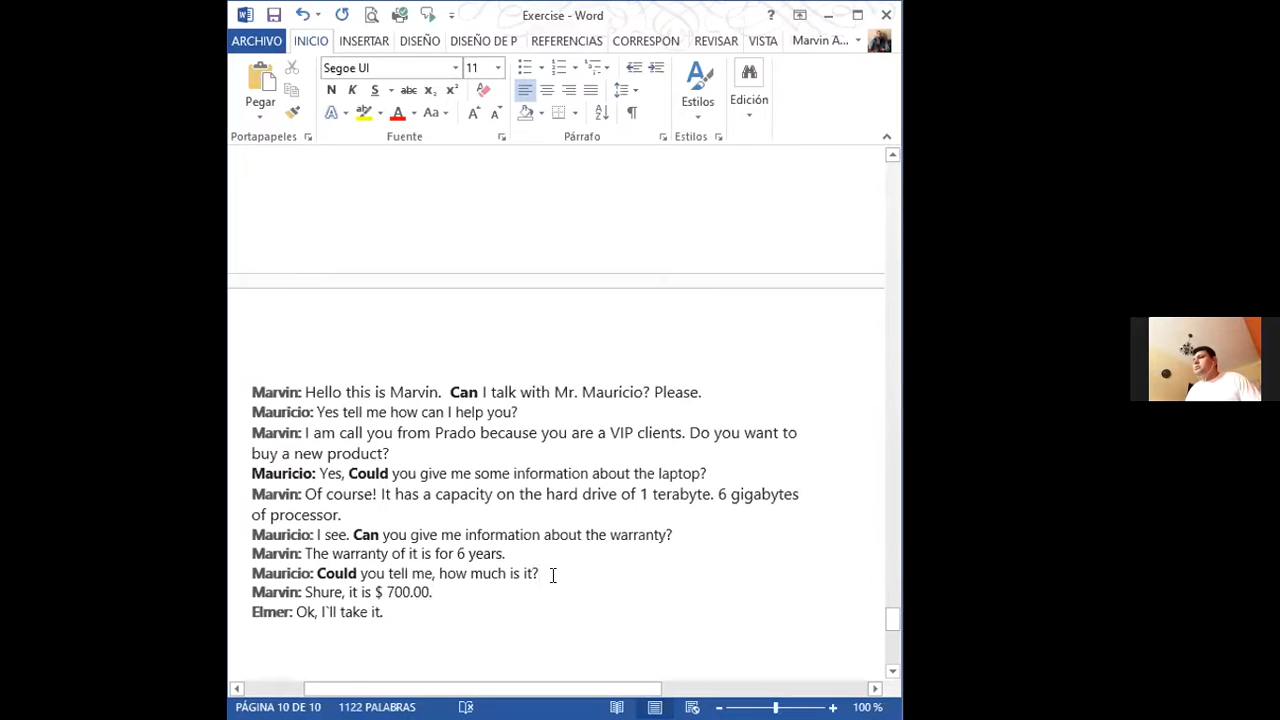 Exercise - Word
ARCHIVO INICIO INSERTAR DISEÑO DISEÑO DE P REFERENCIAS CORRESPON REVISAR VISTA Marvin A...
Segoe UI 11
Pegar N K S abc x₂ x² Aa Estilos Edición
Portapapeles Fuente Párrafo Estilos
Marvin: Hello this is Marvin. Can I talk with Mr. Mauricio? Please.
Mauricio: Yes tell me how can I help you?
Marvin: I am call you from Prado because you are a VIP clients. Do you want to
buy a new product?
Mauricio: Yes, Could you give me some information about the laptop?
Marvin: Of course! It has a capacity on the hard drive of 1 terabyte. 6 gigabytes
of processor.
Mauricio: I see. Can you give me information about the warranty?
Marvin: The warranty of it is for 6 years.
Mauricio: Could you tell me, how much is it?
Marvin: Shure, it is $ 700.00.
Elmer: Ok, I`ll take it.
PÁGINA 10 DE 10 1122 PALABRAS 100 %